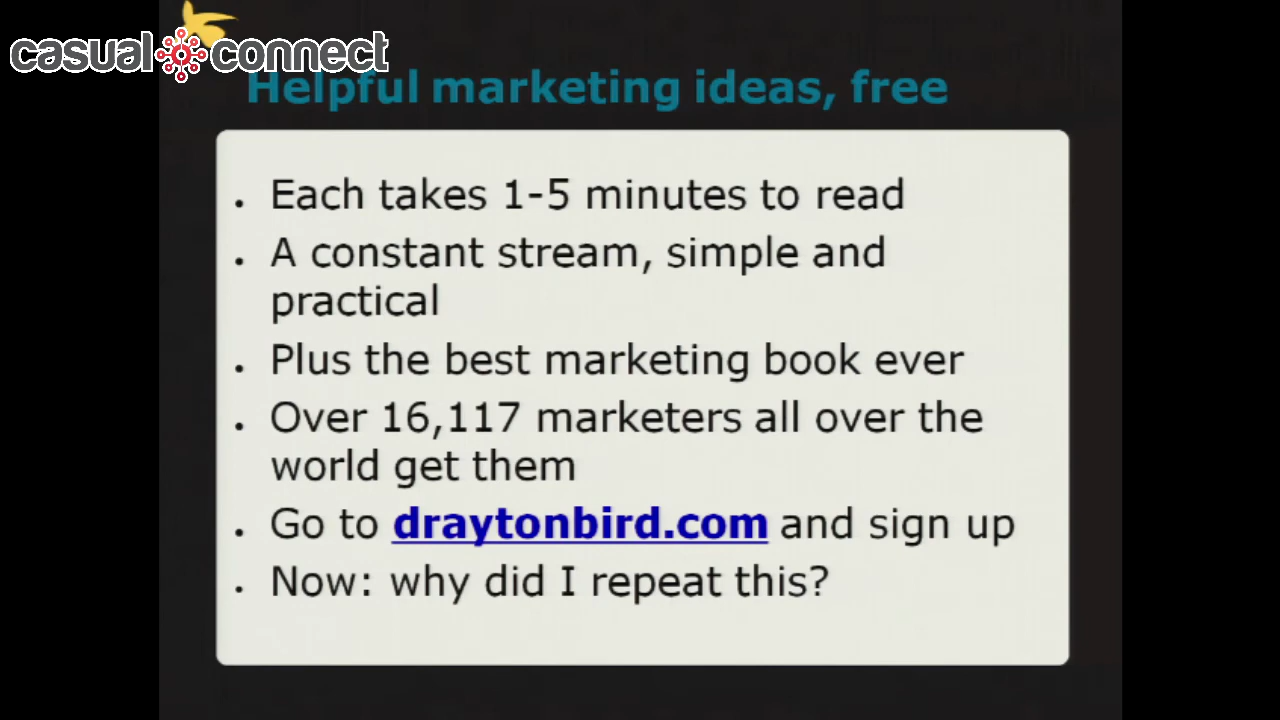 casual connect
Helpful marketing ideas, free
Each takes 1-5 minutes to read
A constant stream, simple and
practical
Plus the best marketing book ever
Over 16,117 marketers all over the
world get them
Go to draytonbird.com and sign up
Now: why did I repeat this?